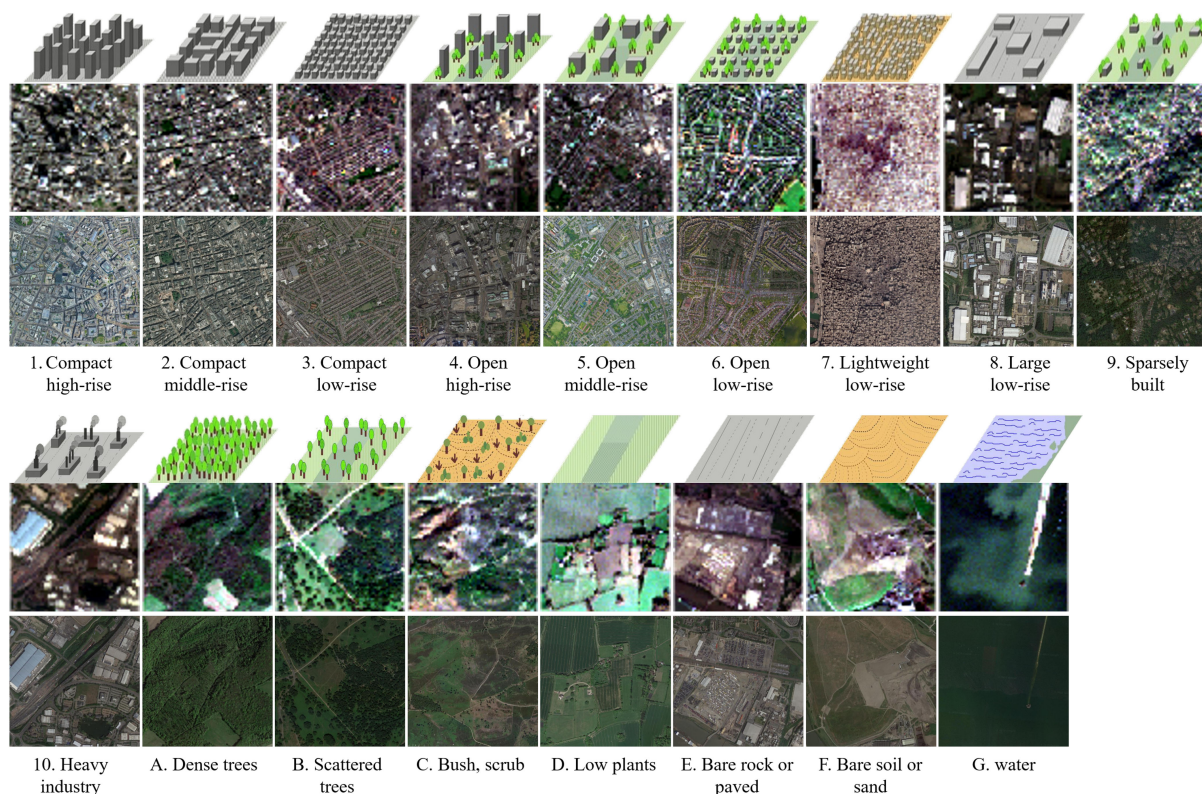 1. Compact
high-rise
2. Compact
middle-rise
3. Compact
low-rise
4. Open
high-rise
5. Open
middle-rise
6. Open
low-rise
7. Lightweight
low-rise
8. Large
low-rise
9. Sparsely
built
10. Heavy
industry
A. Dense trees
B. Scattered
trees
C. Bush, scrub
D. Low plants
E. Bare rock or
paved
F. Bare soil or
sand
G. water